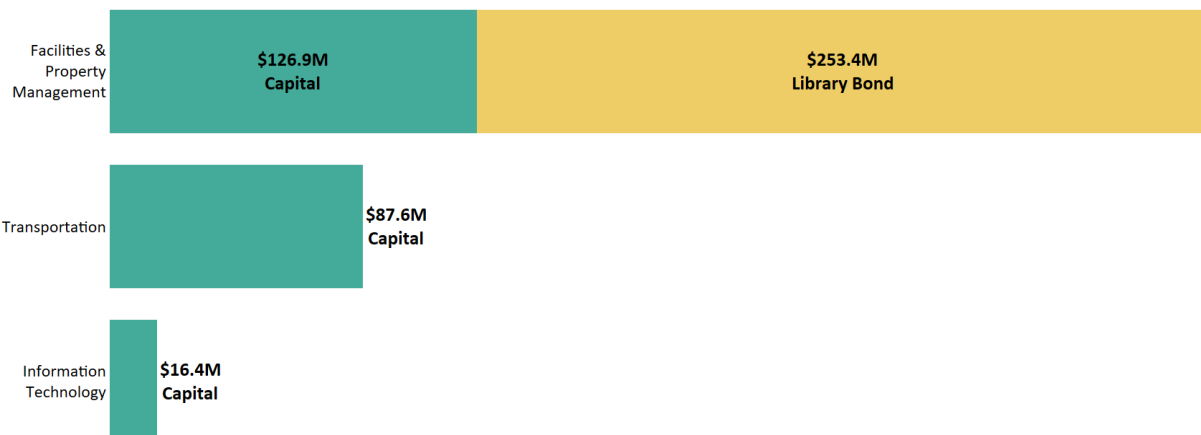 Facilities &
Property
Management
$126.9M
Capital
$253.4M
Library Bond
Transportation
$87.6M
Capital
Information
Technology
$16.4M
Capital